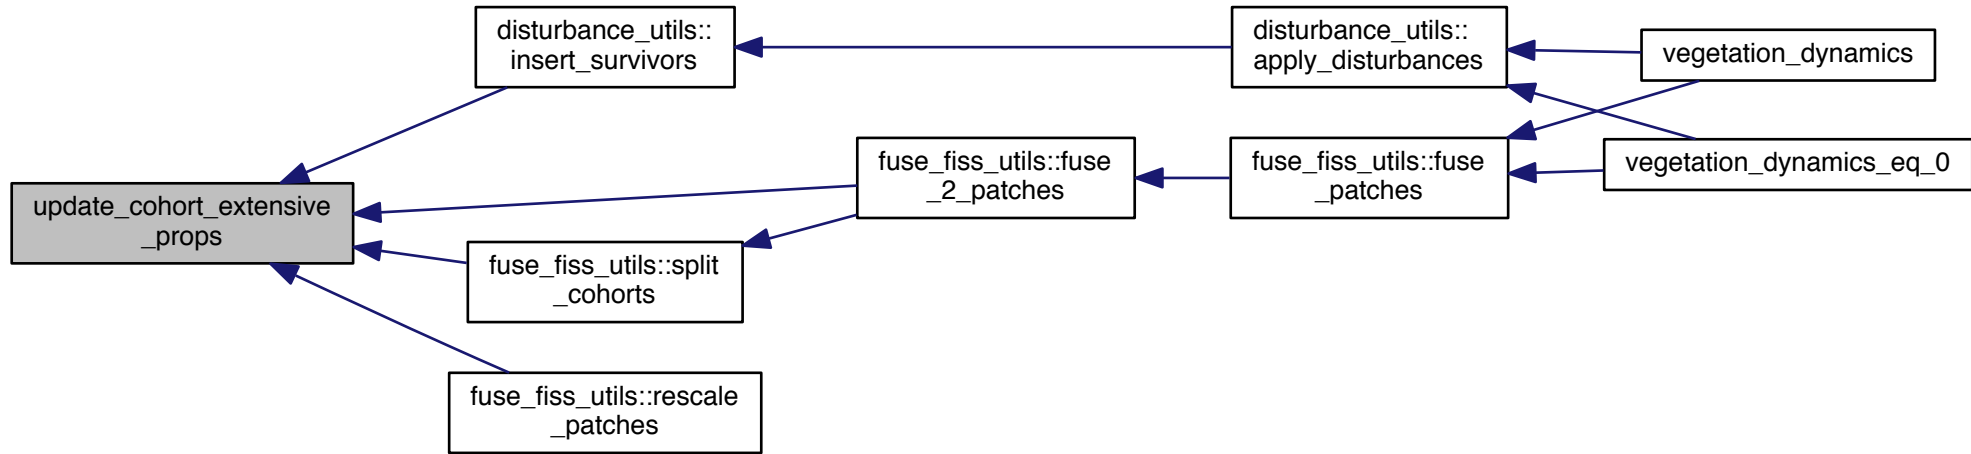 disturbance_utils::
insert_survivors
disturbance_utils::
apply_disturbances
vegetation_dynamics
fuse_fiss_utils::fuse
_2_patches
fuse_fiss_utils::fuse
_patches
vegetation_dynamics_eq_0
update_cohort_extensive
_props
fuse_fiss_utils::split
_cohorts
fuse_fiss_utils::rescale
_patches